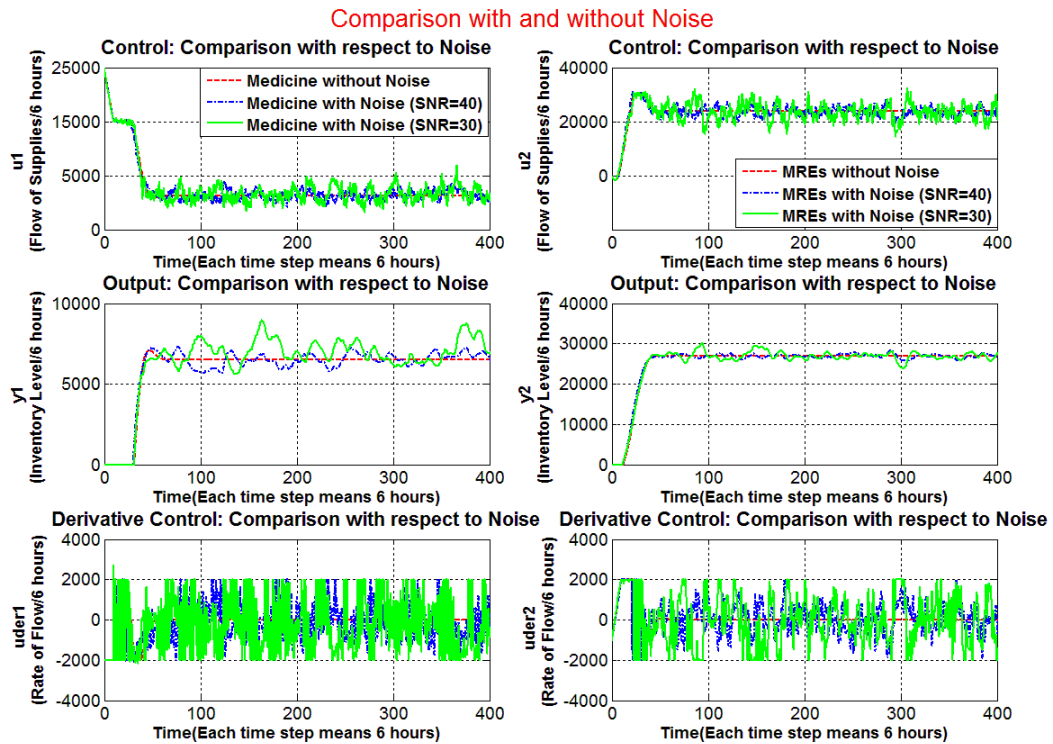 Comparison with and without Noise
Control: Comparison with respect to Noise
25000
15000
5000
0
0
100
200
300
400
u1
(Flow of Supplies/6 hours)
Time(Each time step means 6 hours)
Medicine without Noise
Medicine with Noise (SNR=40)
Medicine with Noise (SNR=30)
Control: Comparison with respect to Noise
40000
20000
0
0
100
200
300
400
u2
(Flow of Supplies/6 hours)
Time(Each time step means 6 hours)
MREs without Noise
MREs with Noise (SNR=40)
MREs with Noise (SNR=30)
Output: Comparison with respect to Noise
10000
5000
0
0
100
200
300
400
y1
(Inventory Level/6 hours)
Time(Each time step means 6 hours)
Output: Comparison with respect to Noise
40000
30000
20000
10000
0
0
100
200
300
400
y2
(Inventory Level/6 hours)
Time(Each time step means 6 hours)
Derivative Control: Comparison with respect to Noise
4000
2000
0
-2000
-4000
0
100
200
300
400
uder1
(Rate of Flow/6 hours)
Time(Each time step means 6 hours)
Derivative Control: Comparison with respect to Noise
4000
2000
0
-2000
-4000
0
100
200
300
400
uder2
(Rate of Flow/6 hours)
Time(Each time step means 6 hours)